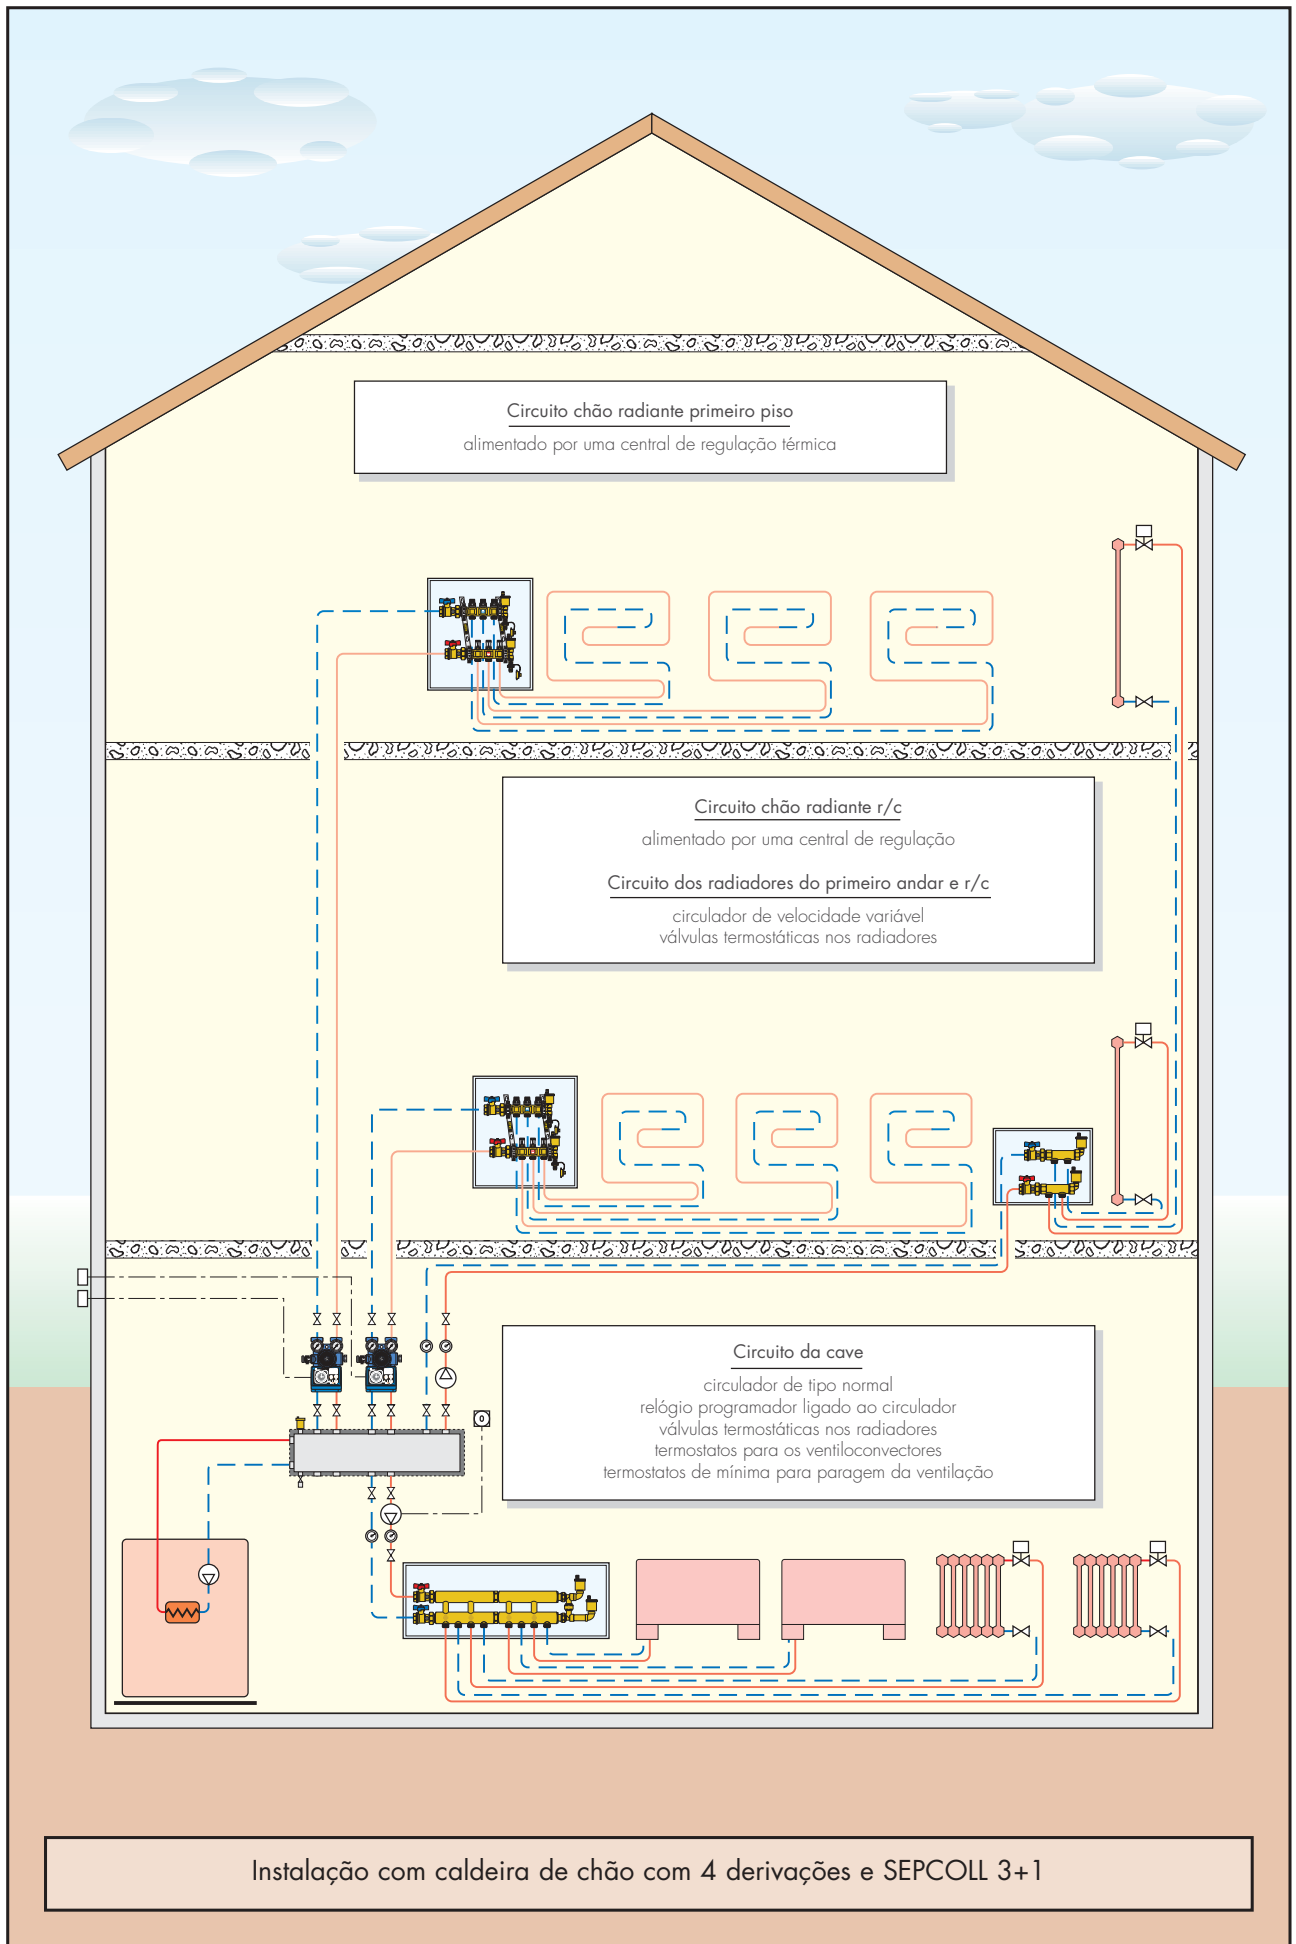 Circuito chão radiante primeiro piso
alimentado por uma central de regulação térmica
Circuito chão radiante r/c
alimentado por uma central de regulação
Circuito dos radiadores do primeiro andar e r/c
circulador de velocidade variável
válvulas termostáticas nos radiadores
Circuito da cave
circulador de tipo normal
relógio programador ligado ao circulador
válvulas termostáticas nos radiadores
termostatos para os ventiloconvectores
termostatos de mínima para paragem da ventilação
Instalação com caldeira de chão com 4 derivações e SEPCOLL 3+1